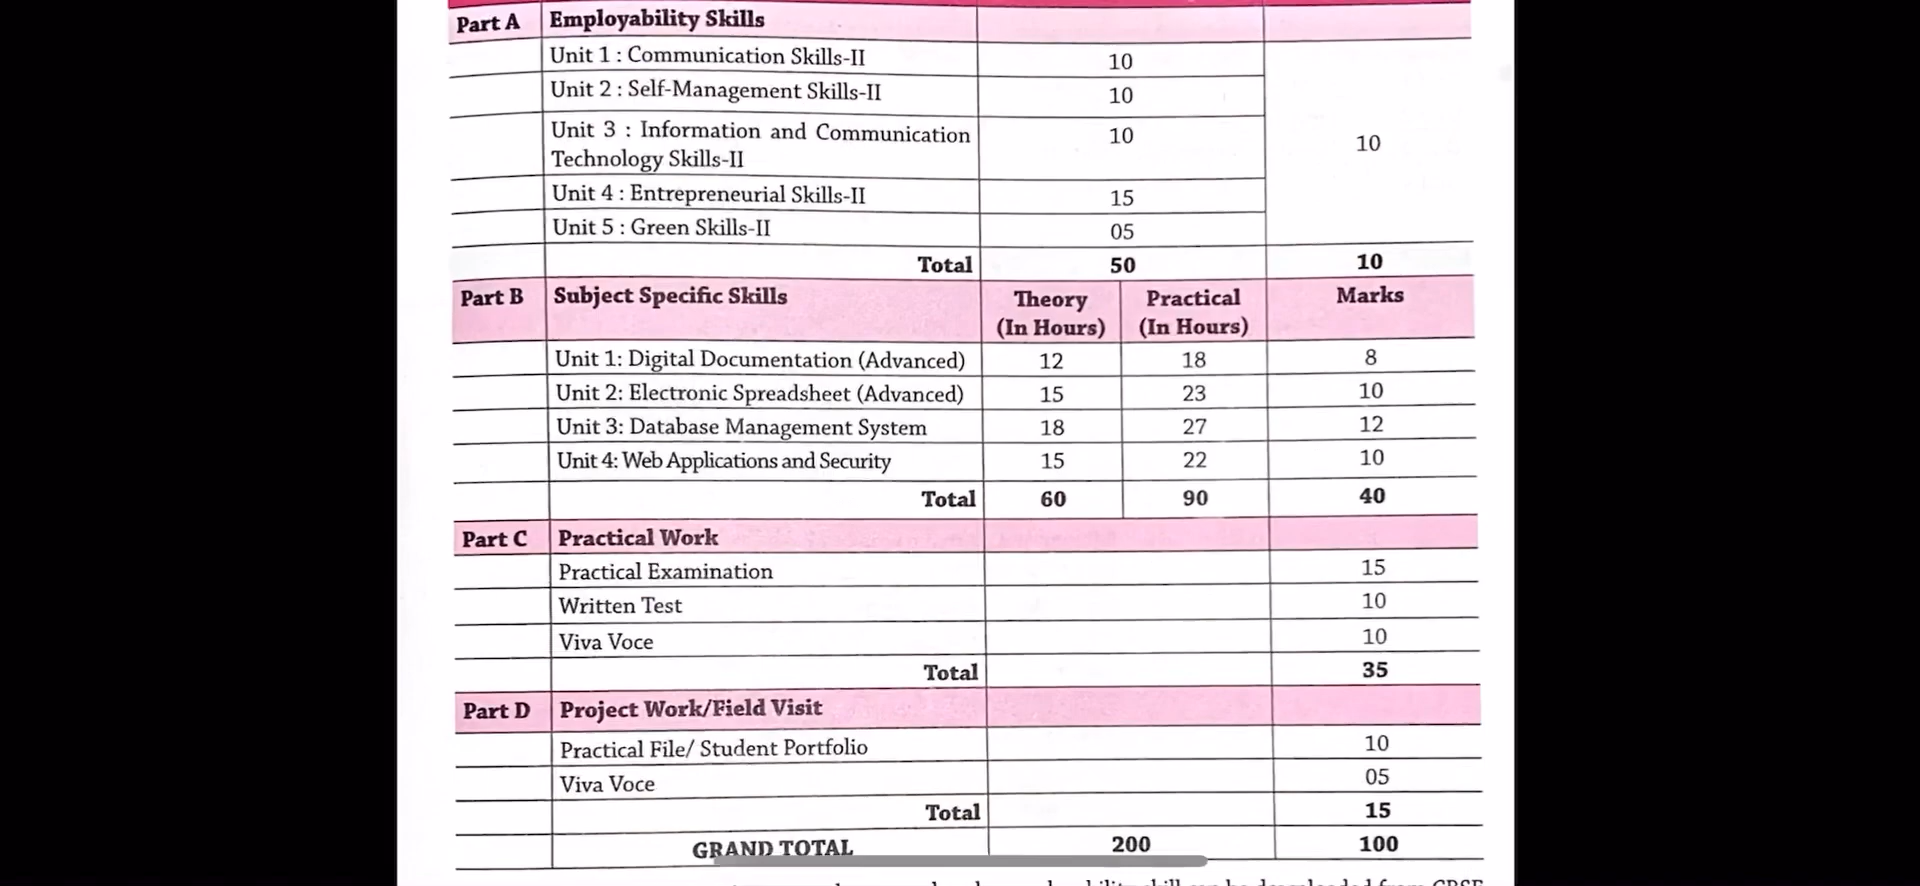 Part A Employability Skills
Unit 1 : Communication Skills-II 10
Unit 2 : Self-Management Skills-II 10
Unit 3 : Information and Communication 10
10
Technology Skills-II
Unit 4 : Entrepreneurial Skills-II 15
Unit 5 : Green Skills-II 05
Total 50 10
Part B Subject Specific Skills Theory Practical Marks
(In Hours) (In Hours)
Unit 1: Digital Documentation (Advanced) 12 18 8
Unit 2: Electronic Spreadsheet (Advanced) 15 23 10
Unit 3: Database Management System 18 27 12
Unit 4: Web Applications and Security 15 22 10
Total 60 90 40
Part C Practical Work
Practical Examination 15
Written Test 10
Viva Voce 10
Total 35
Part D Project Work/Field Visit
Practical File/ Student Portfolio 10
Viva Voce 05
Total 15
GRAND TOTAL 200 100